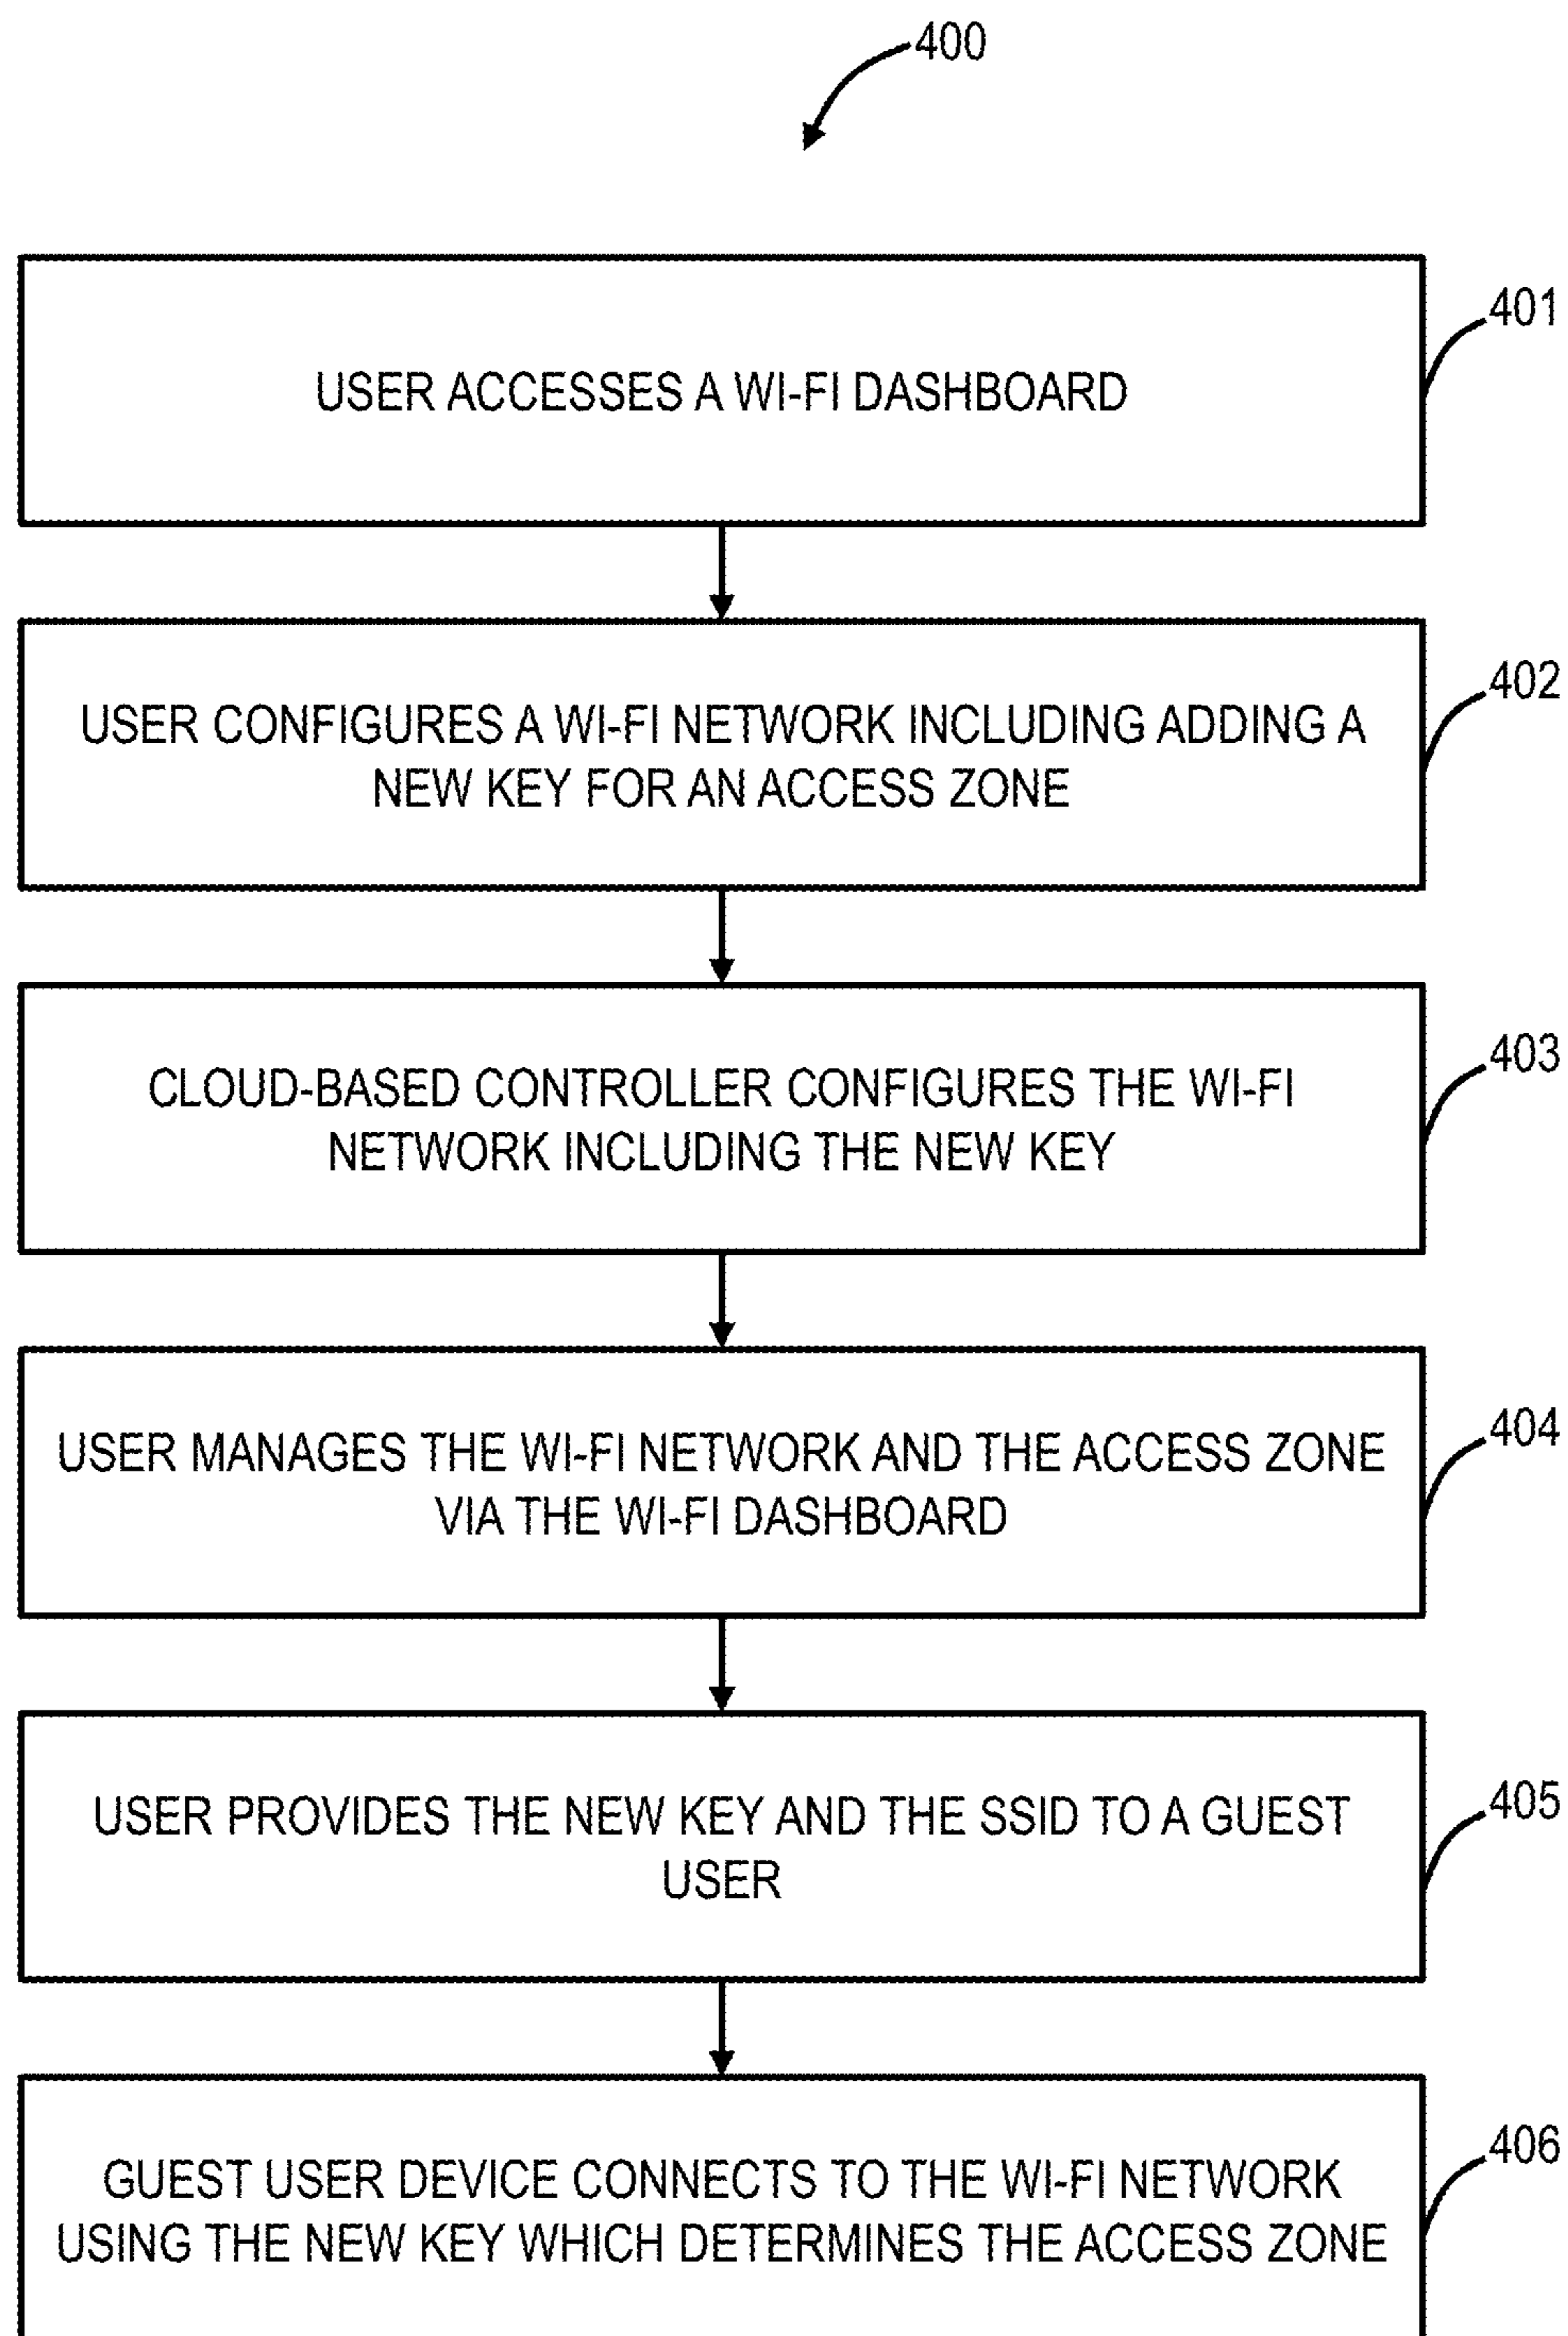 400
401
USER ACCESSES A WI-FI DASHBOARD
402
USER CONFIGURES A WI-FI NETWORK INCLUDING ADDING A
NEW KEY FOR AN ACCESS ZONE
403
CLOUD-BASED CONTROLLER CONFIGURES THE WI-FI
NETWORK INCLUDING THE NEW KEY
404
USER MANAGES THE WI-FI NETWORK AND THE ACCESS ZONE
VIA THE WI-FI DASHBOARD
405
USER PROVIDES THE NEW KEY AND THE SSID TO A GUEST
USER
406
GUEST USER DEVICE CONNECTS TO THE WI-FI NETWORK
USING THE NEW KEY WHICH DETERMINES THE ACCESS ZONE